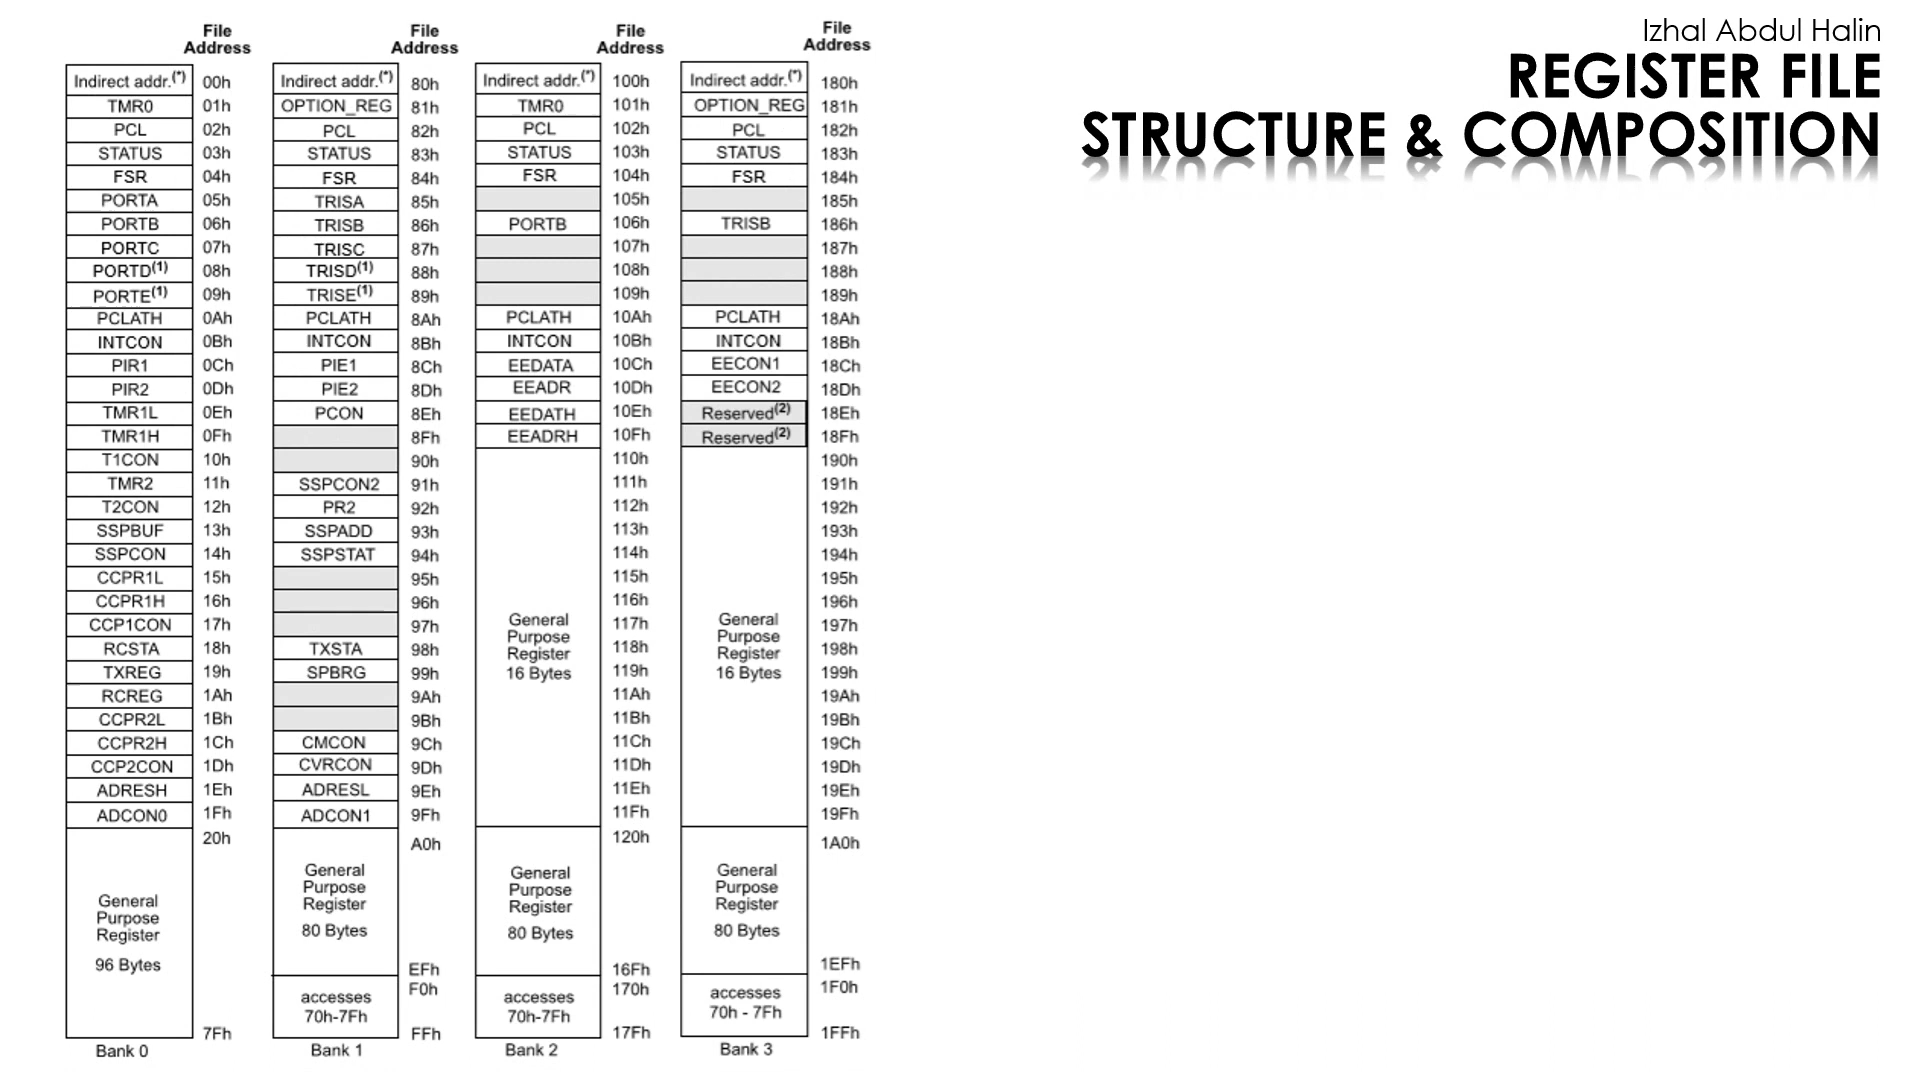 Izhal Abdul Halin
REGISTER FILE
STRUCTURE & COMPOSITION
File
Address
Indirect addr.(*) 00h
TMR0 01h
PCL 02h
STATUS 03h
FSR 04h
PORTA 05h
PORTB 06h
PORTC 07h
PORTD(1) 08h
PORTE(1) 09h
PCLATH 0Ah
INTCON 0Bh
PIR1 0Ch
PIR2 0Dh
TMR1L 0Eh
TMR1H 0Fh
T1CON 10h
TMR2 11h
T2CON 12h
SSPBUF 13h
SSPCON 14h
CCPR1L 15h
CCPR1H 16h
CCP1CON 17h
RCSTA 18h
TXREG 19h
RCREG 1Ah
CCPR2L 1Bh
CCPR2H 1Ch
CCP2CON 1Dh
ADRESH 1Eh
ADCON0 1Fh
20h
General
Purpose
Register
96 Bytes
7Fh
Bank 0
File
Address
Indirect addr.(*) 80h
OPTION_REG 81h
PCL 82h
STATUS 83h
FSR 84h
TRISA 85h
TRISB 86h
TRISC 87h
TRISD(1) 88h
TRISE(1) 89h
PCLATH 8Ah
INTCON 8Bh
PIE1 8Ch
PIE2 8Dh
PCON 8Eh
8Fh
90h
SSPCON2 91h
PR2 92h
SSPADD 93h
SSPSTAT 94h
95h
96h
97h
TXSTA 98h
SPBRG 99h
9Ah
9Bh
CMCON 9Ch
CVRCON 9Dh
ADRESL 9Eh
ADCON1 9Fh
A0h
General
Purpose
Register
80 Bytes
EFh
F0h
accesses
70h-7Fh
FFh
Bank 1
File
Address
Indirect addr.(*) 100h
TMR0 101h
PCL 102h
STATUS 103h
FSR 104h
105h
PORTB 106h
107h
108h
109h
PCLATH 10Ah
INTCON 10Bh
EEDATA 10Ch
EEADR 10Dh
EEDATH 10Eh
EEADRH 10Fh
110h
111h
112h
113h
114h
115h
116h
General
Purpose 117h
Register 118h
16 Bytes 119h
11Ah
11Bh
11Ch
11Dh
11Eh
11Fh
120h
General
Purpose
Register
80 Bytes
16Fh
170h
accesses
70h-7Fh
17Fh
Bank 2
File
Address
Indirect addr.(*) 180h
OPTION_REG 181h
PCL 182h
STATUS 183h
FSR 184h
185h
TRISB 186h
187h
188h
189h
PCLATH 18Ah
INTCON 18Bh
EECON1 18Ch
EECON2 18Dh
Reserved(2) 18Eh
Reserved(2) 18Fh
190h
191h
192h
193h
194h
195h
196h
General
Purpose 197h
Register 198h
16 Bytes 199h
19Ah
19Bh
19Ch
19Dh
19Eh
19Fh
1A0h
General
Purpose
Register
80 Bytes
1EFh
1F0h
accesses
70h - 7Fh
1FFh
Bank 3